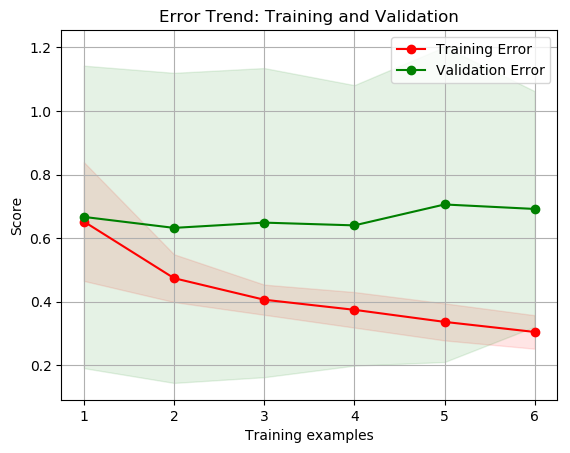 Error Trend: Training and Validation
Training Error
Validation Error
Score
1.2
1.0
0.8
0.6
0.4
0.2
1 2 3 4 5 6
Training examples